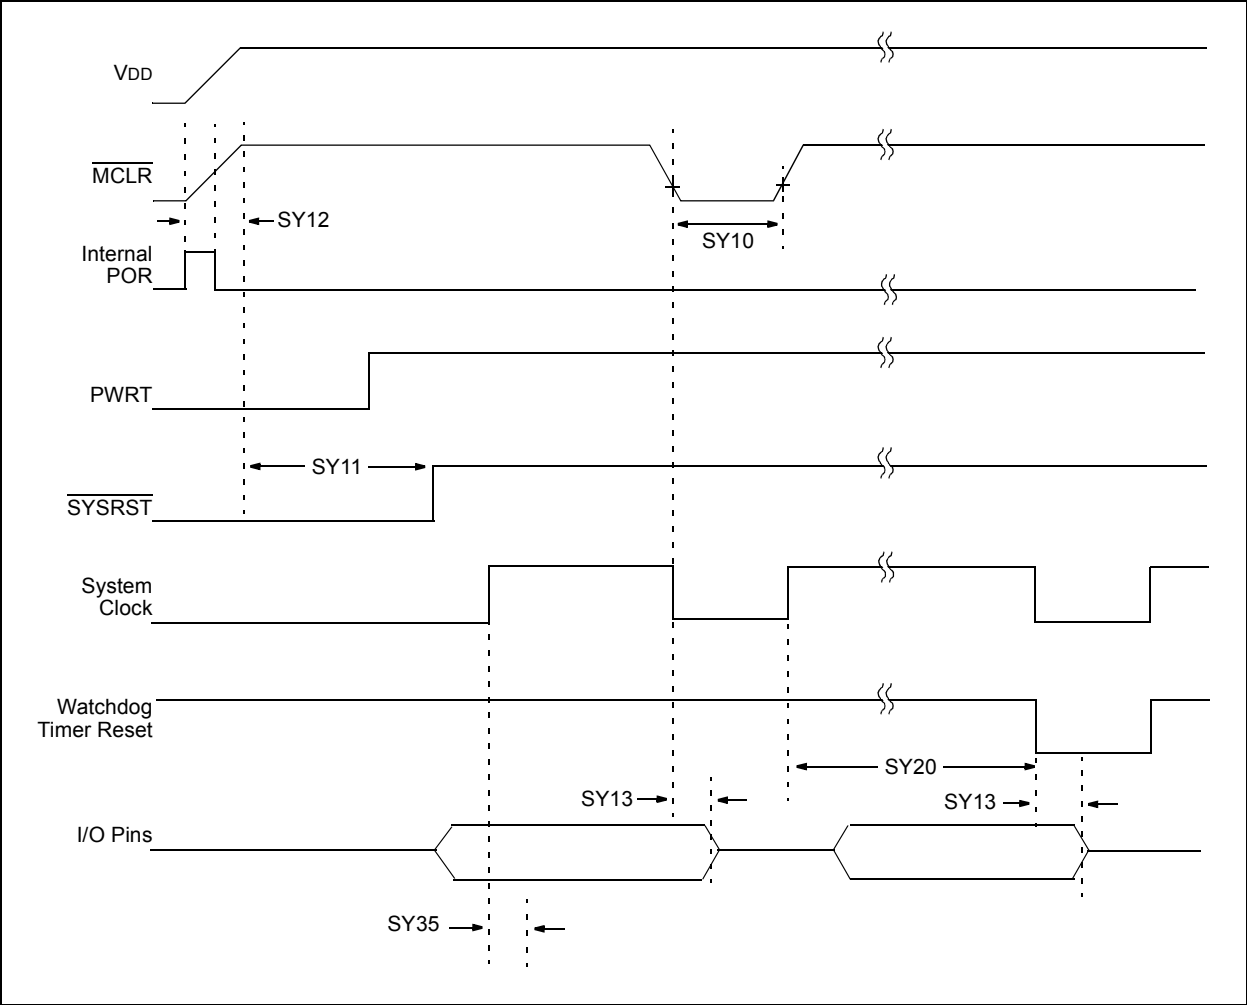 VDD
MCLR
SY12
SY10
Internal
POR
PWRT
SY11
SYSRST
System
Clock
Watchdog
Timer Reset
SY20
SY13
SY13
I/O Pins
SY35